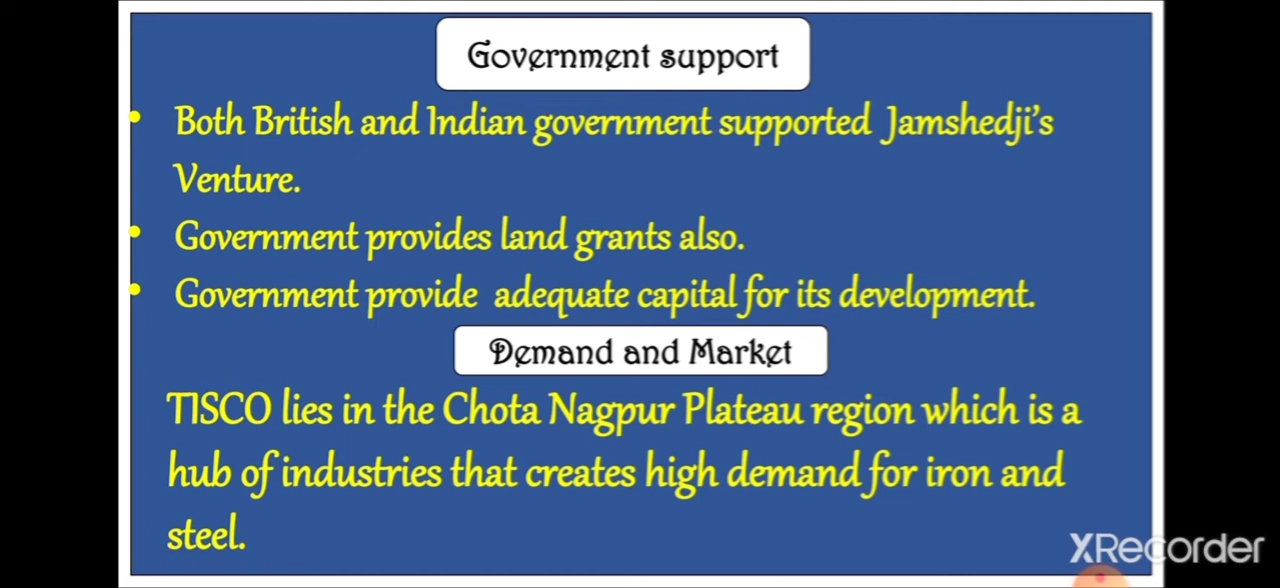 Government support
• Both British and Indian government supported Jamshedji's
Venture.
• Government provides land grants also.
• Government provide adequate capital for its development.
Demand and Market
TISCO lies in the Chota Nagpur Plateau region which is a
hub of industries that creates high demand for iron and
steel.
XRecorder